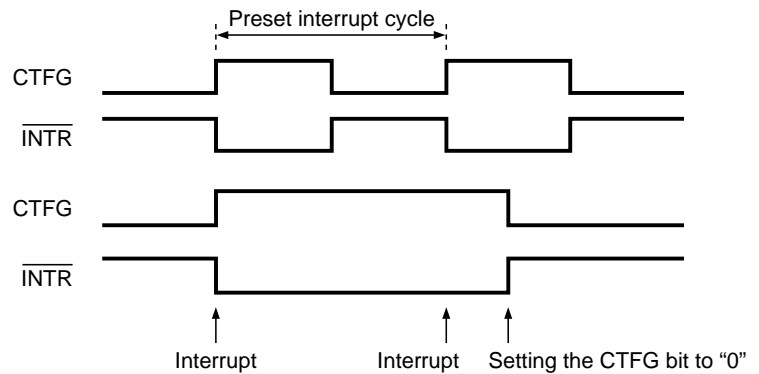 Preset interrupt cycle
CTFG
INTR
CTFG
INTR
Interrupt
Interrupt
Setting the CTFG bit to “0”